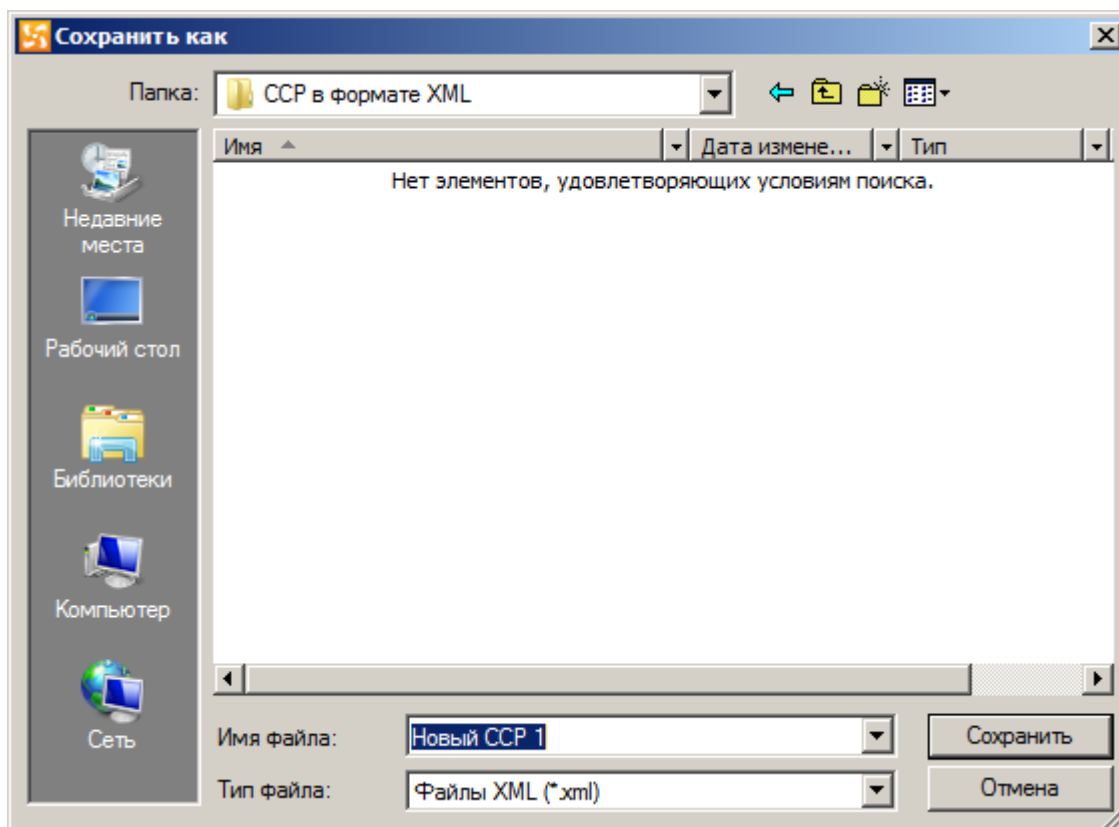 Сохранить как
Папка: ССР в формате XML
Имя Дата измене... Тип
Нет элементов, удовлетворяющих условиям поиска.
Недавние
места
Рабочий стол
Библиотеки
Компьютер
Сеть
Имя файла: Новый ССР 1 Сохранить
Тип файла: Файлы XML (*.xml) Отмена